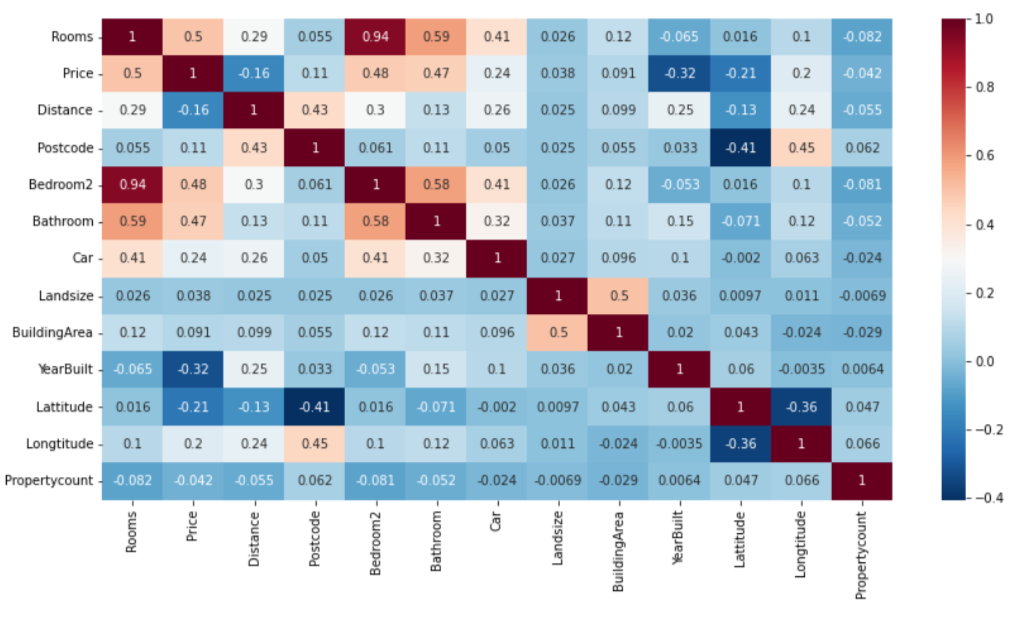 Rooms 1 0.5 0.29 0.055 0.94 0.59 0.41 0.026 0.12 -0.065 0.016 0.1 -0.082
Price 0.5 1 -0.16 0.11 0.48 0.47 0.24 0.038 0.091 -0.32 -0.21 0.2 -0.042
Distance 0.29 -0.16 1 0.43 0.3 0.13 0.26 0.025 0.099 0.25 -0.13 0.24 -0.055
Postcode 0.055 0.11 0.43 1 0.061 0.11 0.05 0.025 0.055 0.033 -0.41 0.45 0.062
Bedroom2 0.94 0.48 0.3 0.061 1 0.58 0.41 0.026 0.12 -0.053 0.016 0.1 -0.081
Bathroom 0.59 0.47 0.13 0.11 0.58 1 0.32 0.037 0.11 0.15 -0.071 0.12 -0.052
Car 0.41 0.24 0.26 0.05 0.41 0.32 1 0.027 0.096 0.1 -0.002 0.063 -0.024
Landsize 0.026 0.038 0.025 0.025 0.026 0.037 0.027 1 0.5 0.036 0.0097 0.011 -0.0069
BuildingArea 0.12 0.091 0.099 0.055 0.12 0.11 0.096 0.5 1 0.02 0.043 -0.024 -0.029
YearBuilt -0.065 -0.32 0.25 0.033 -0.053 0.15 0.1 0.036 0.02 1 0.06 -0.0035 0.0064
Lattitude 0.016 -0.21 -0.13 -0.41 0.016 -0.071 -0.002 0.0097 0.043 0.06 1 -0.36 0.047
Longtitude 0.1 0.2 0.24 0.45 0.1 0.12 0.063 0.011 -0.024 -0.0035 -0.36 1 0.066
Propertycount -0.082 -0.042 -0.055 0.062 -0.081 -0.052 -0.024 -0.0069 -0.029 0.0064 0.047 0.066 1
Rooms Price Distance Postcode Bedroom2 Bathroom Car Landsize BuildingArea YearBuilt Lattitude Longtitude Propertycount
1.0
0.8
0.6
0.4
0.2
0.0
−0.2
−0.4